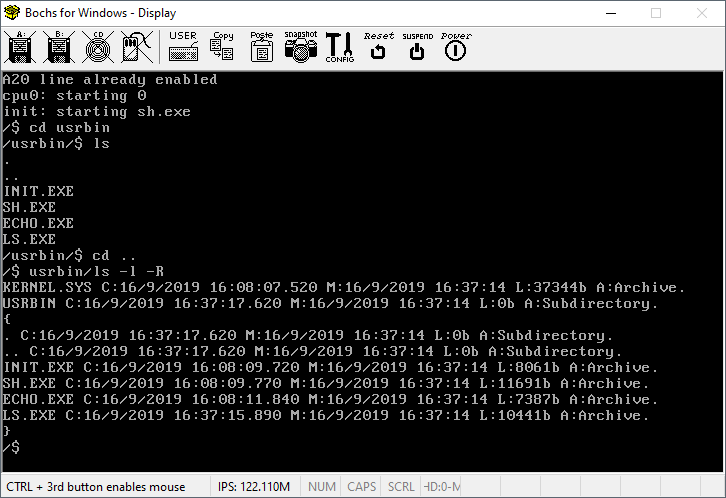 Bochs for Windows - Display
A: B: CD USER Copy Paste snapshot CONFIG Reset SUSPEND Power
A20 line already enabled
cpu0: starting 0
init: starting sh.exe
/$ cd usrbin
/usrbin/$ ls
.
..
INIT.EXE
SH.EXE
ECHO.EXE
LS.EXE
/usrbin/$ cd ..
/$ usrbin/ls -l -R
KERNEL.SYS C:16/9/2019 16:08:07.520 M:16/9/2019 16:37:14 L:37344b A:Archive.
USRBIN C:16/9/2019 16:37:17.620 M:16/9/2019 16:37:14 L:0b A:Subdirectory.
{
. C:16/9/2019 16:37:17.620 M:16/9/2019 16:37:14 L:0b A:Subdirectory.
.. C:16/9/2019 16:37:17.620 M:16/9/2019 16:37:14 L:0b A:Subdirectory.
INIT.EXE C:16/9/2019 16:08:09.720 M:16/9/2019 16:37:14 L:8061b A:Archive.
SH.EXE C:16/9/2019 16:08:09.770 M:16/9/2019 16:37:14 L:11691b A:Archive.
ECHO.EXE C:16/9/2019 16:08:11.840 M:16/9/2019 16:37:14 L:7387b A:Archive.
LS.EXE C:16/9/2019 16:37:15.890 M:16/9/2019 16:37:14 L:10441b A:Archive.
}
/$
CTRL + 3rd button enables mouse IPS: 122.110M NUM CAPS SCRL HD:0-M